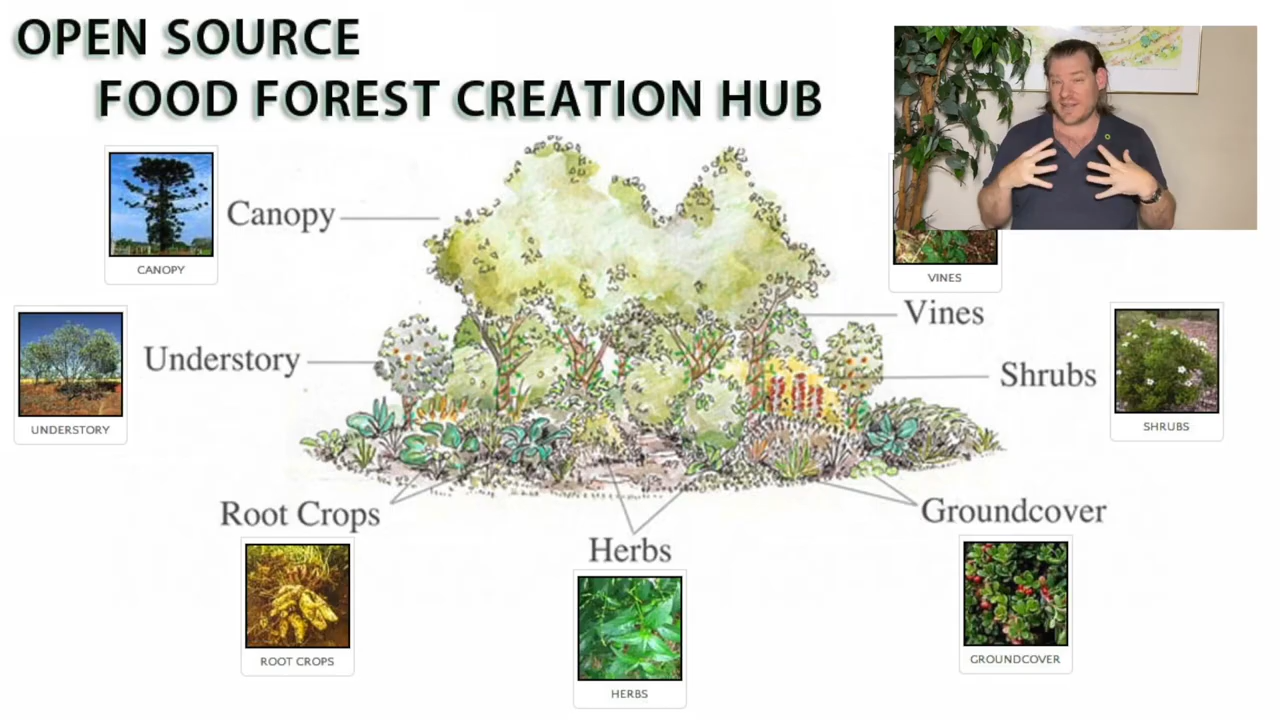 OPEN SOURCE
FOOD FOREST CREATION HUB
CANOPY
Canopy
VINES
Vines
UNDERSTORY
Understory
Shrubs
SHRUBS
Root Crops
Groundcover
Herbs
ROOT CROPS
GROUNDCOVER
HERBS